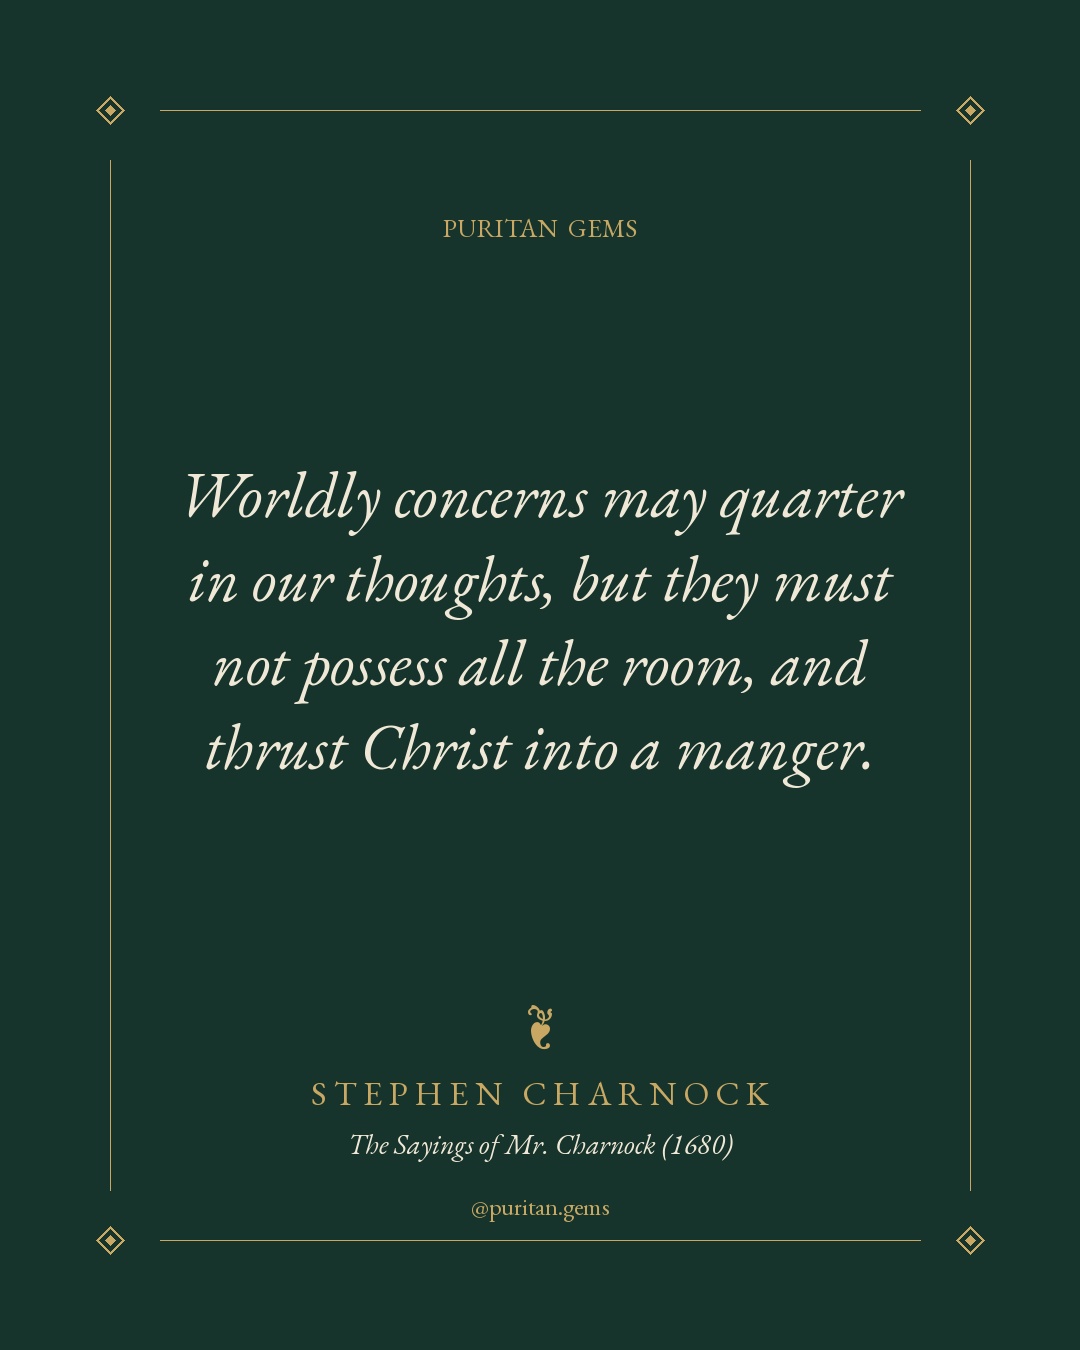 PURITAN GEMS
Worldly concerns may quarter
in our thoughts, but they must
not possess all the room, and
thrust Christ into a manger.
STEPHEN CHARNOCK
The Sayings of Mr. Charnock (1680)
@puritan.gems